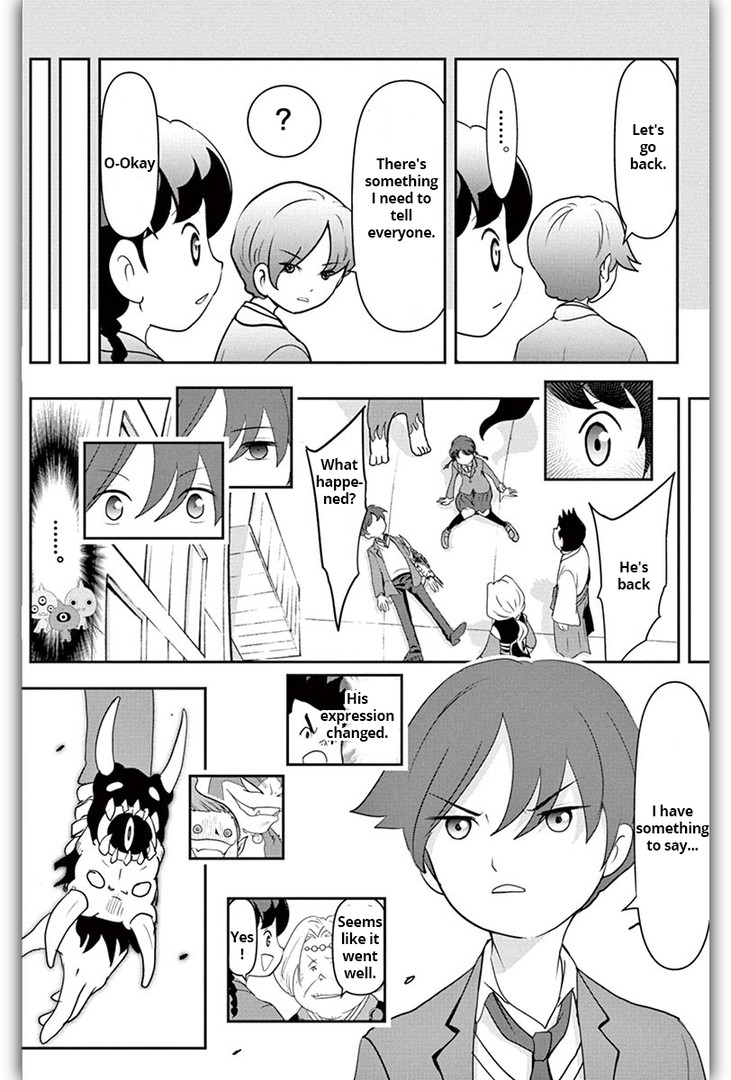 Let's
go
back.
……。
There's
something
I need to
tell
everyone.
?
O-Okay
He's
back
What
happe-
ned?
……。
His
expression
changed.
I have
something
to say...
Seems
like it
went
well.
Yes
!